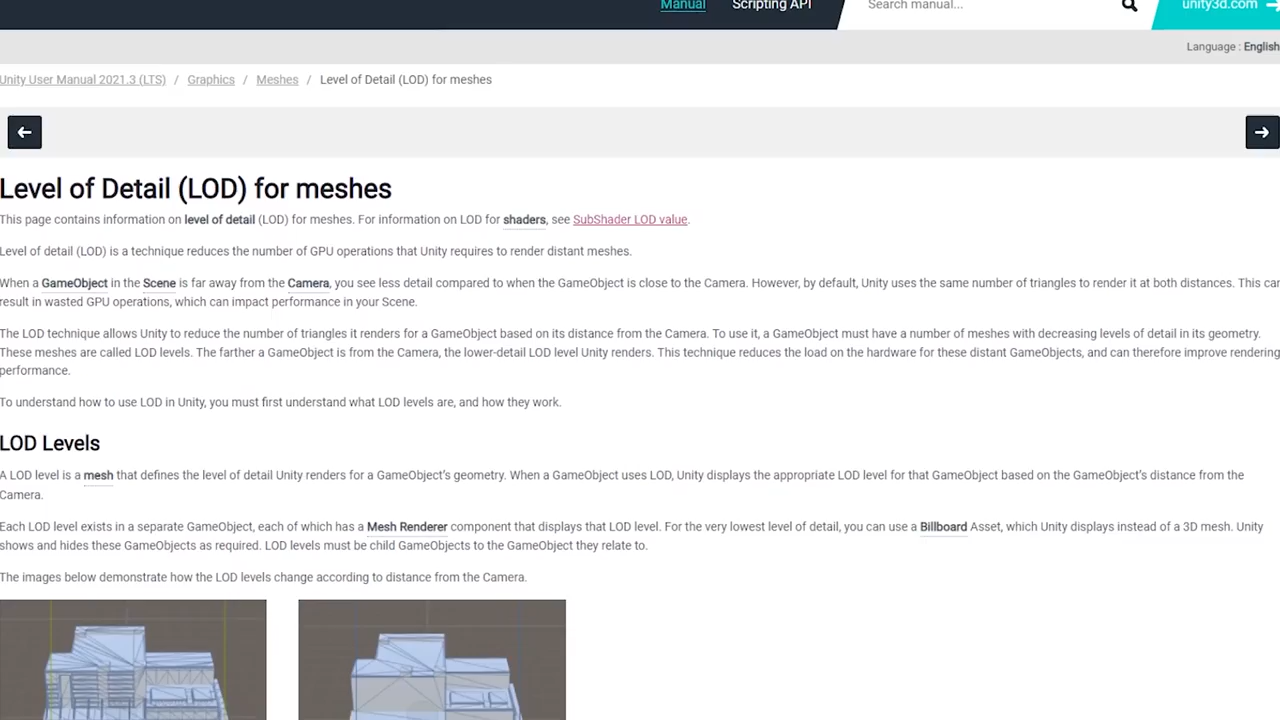 Manual Scripting API Search manual... unity3d.com
Language : English
Unity User Manual 2021.3 (LTS) / Graphics / Meshes / Level of Detail (LOD) for meshes
Level of Detail (LOD) for meshes
This page contains information on level of detail (LOD) for meshes. For information on LOD for shaders, see SubShader LOD value.
Level of detail (LOD) is a technique reduces the number of GPU operations that Unity requires to render distant meshes.
When a GameObject in the Scene is far away from the Camera, you see less detail compared to when the GameObject is close to the Camera. However, by default, Unity uses the same number of triangles to render it at both distances. This can
result in wasted GPU operations, which can impact performance in your Scene.
The LOD technique allows Unity to reduce the number of triangles it renders for a GameObject based on its distance from the Camera. To use it, a GameObject must have a number of meshes with decreasing levels of detail in its geometry.
These meshes are called LOD levels. The farther a GameObject is from the Camera, the lower-detail LOD level Unity renders. This technique reduces the load on the hardware for these distant GameObjects, and can therefore improve rendering
performance.
To understand how to use LOD in Unity, you must first understand what LOD levels are, and how they work.
LOD Levels
A LOD level is a mesh that defines the level of detail Unity renders for a GameObject's geometry. When a GameObject uses LOD, Unity displays the appropriate LOD level for that GameObject based on the GameObject's distance from the
Camera.
Each LOD level exists in a separate GameObject, each of which has a Mesh Renderer component that displays that LOD level. For the very lowest level of detail, you can use a Billboard Asset, which Unity displays instead of a 3D mesh. Unity
shows and hides these GameObjects as required. LOD levels must be child GameObjects to the GameObject they relate to.
The images below demonstrate how the LOD levels change according to distance from the Camera.